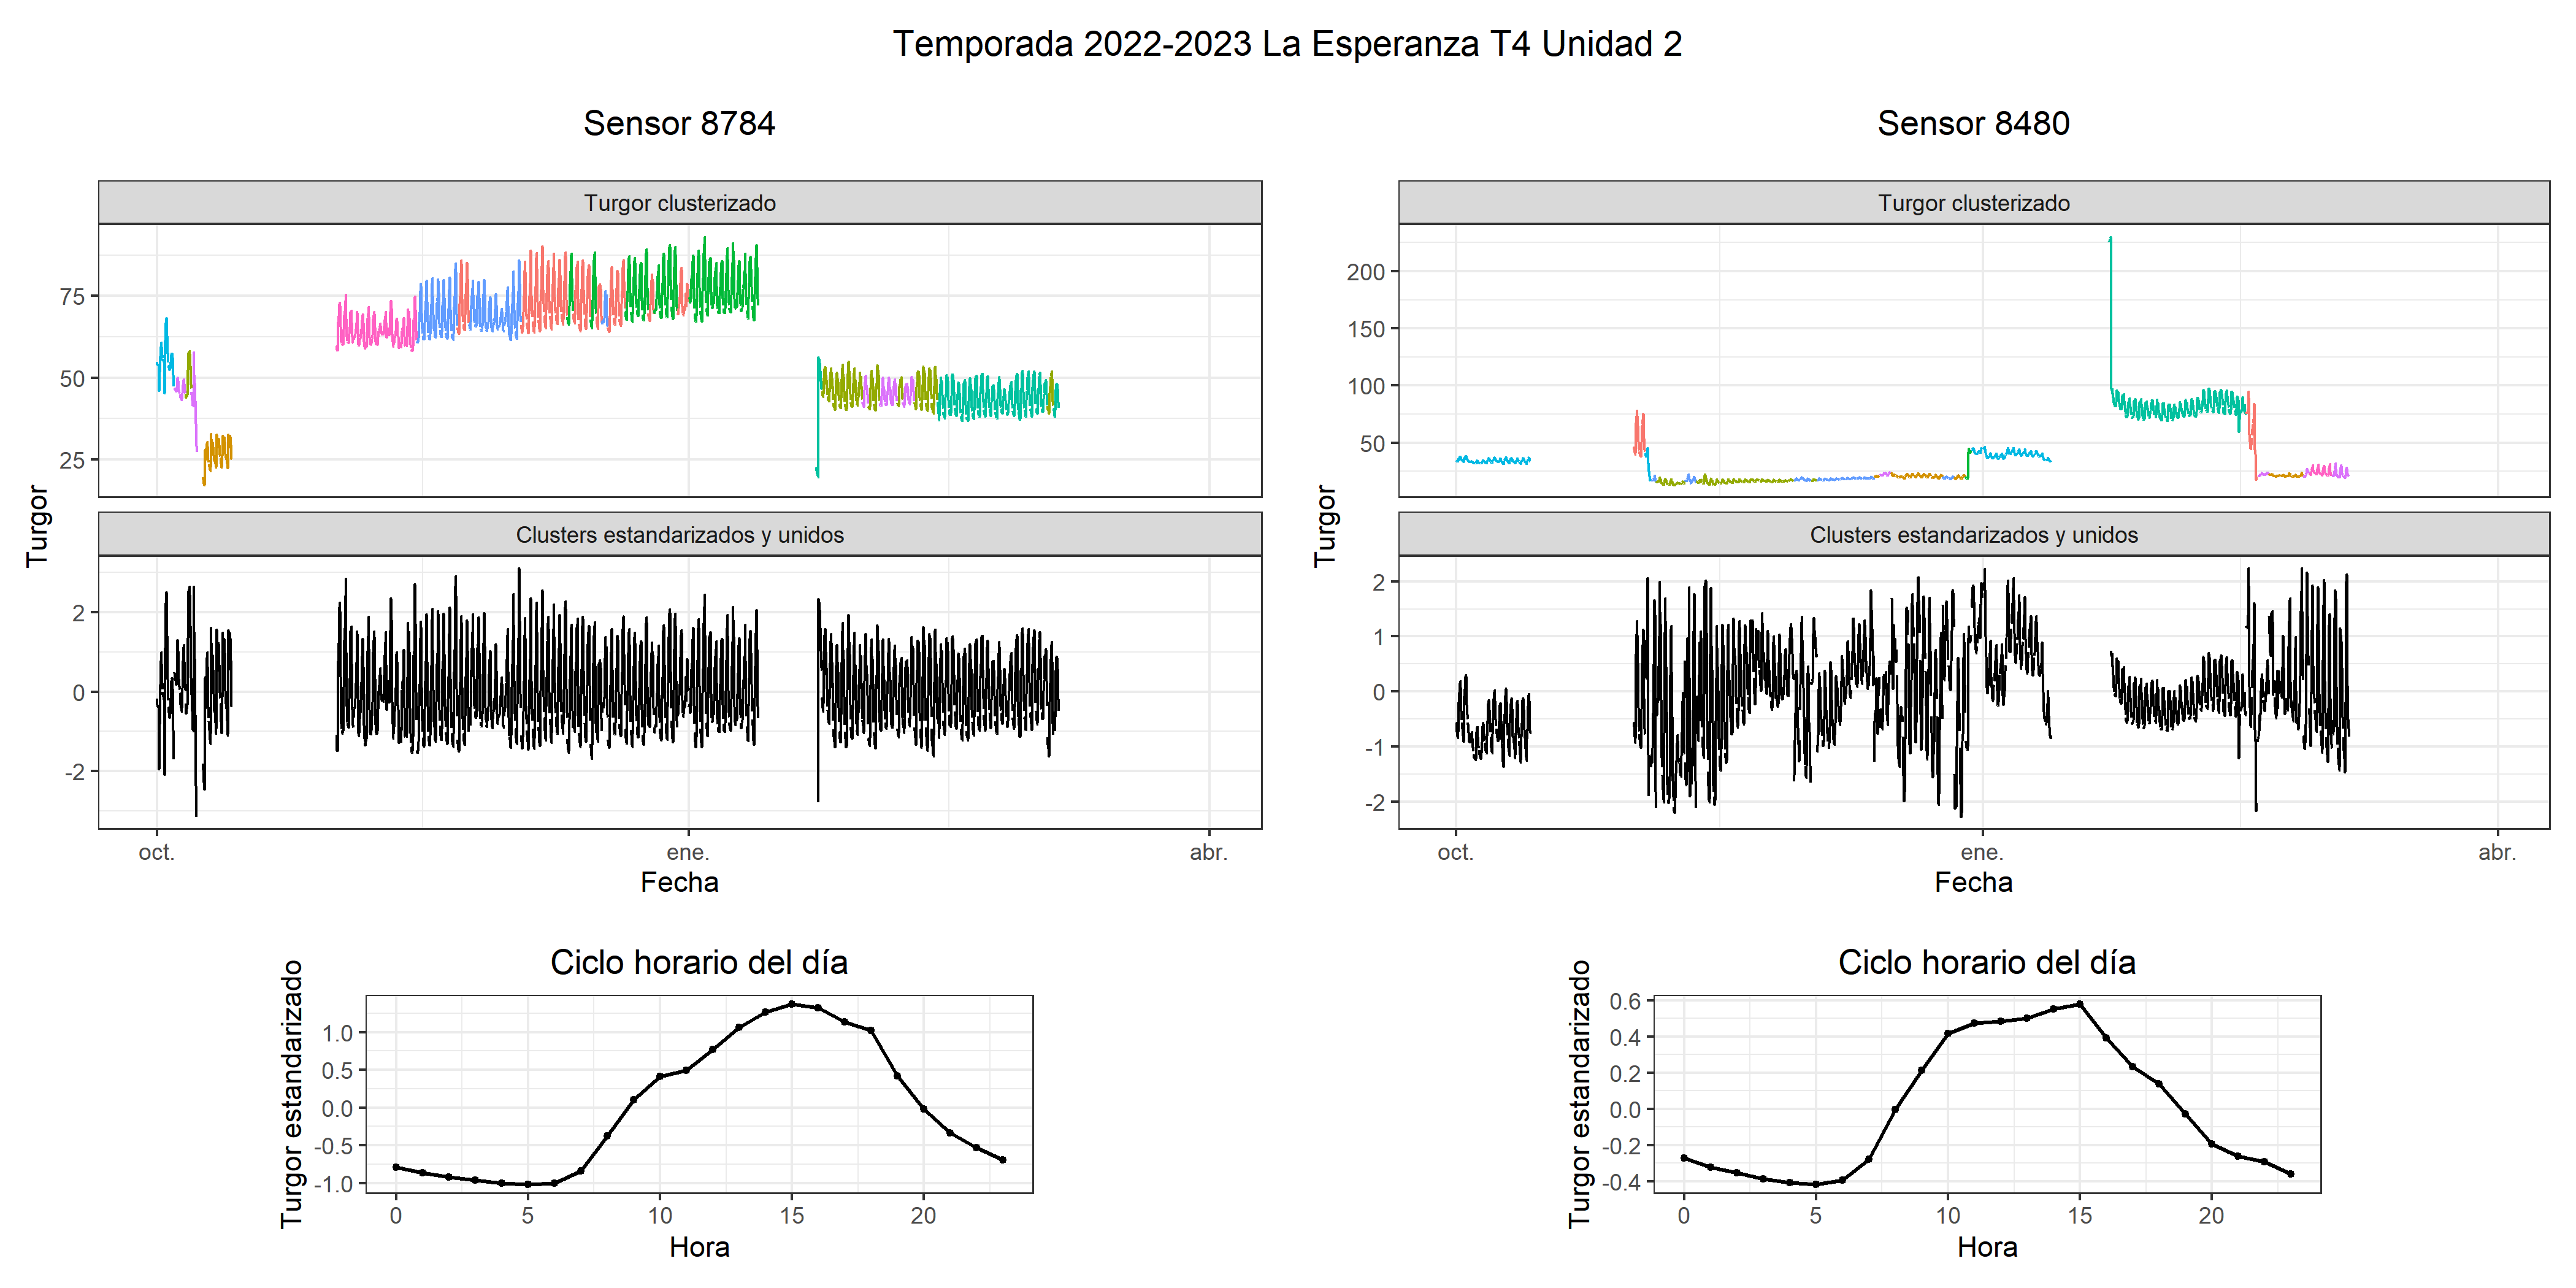 Temporada 2022-2023 La Esperanza T4 Unidad 2
Sensor 8784
Turgor clusterizado
75
50
25
Turgor
Clusters estandarizados y unidos
2
0
-2
oct.
ene.
abr.
Fecha
Ciclo horario del día
Turgor estandarizado
1.0
0.5
0.0
-0.5
-1.0
0
5
10
15
20
Hora
Sensor 8480
Turgor clusterizado
200
150
100
50
Turgor
Clusters estandarizados y unidos
2
1
0
-1
-2
oct.
ene.
abr.
Fecha
Ciclo horario del día
Turgor estandarizado
0.6
0.4
0.2
0.0
-0.2
-0.4
0
5
10
15
20
Hora